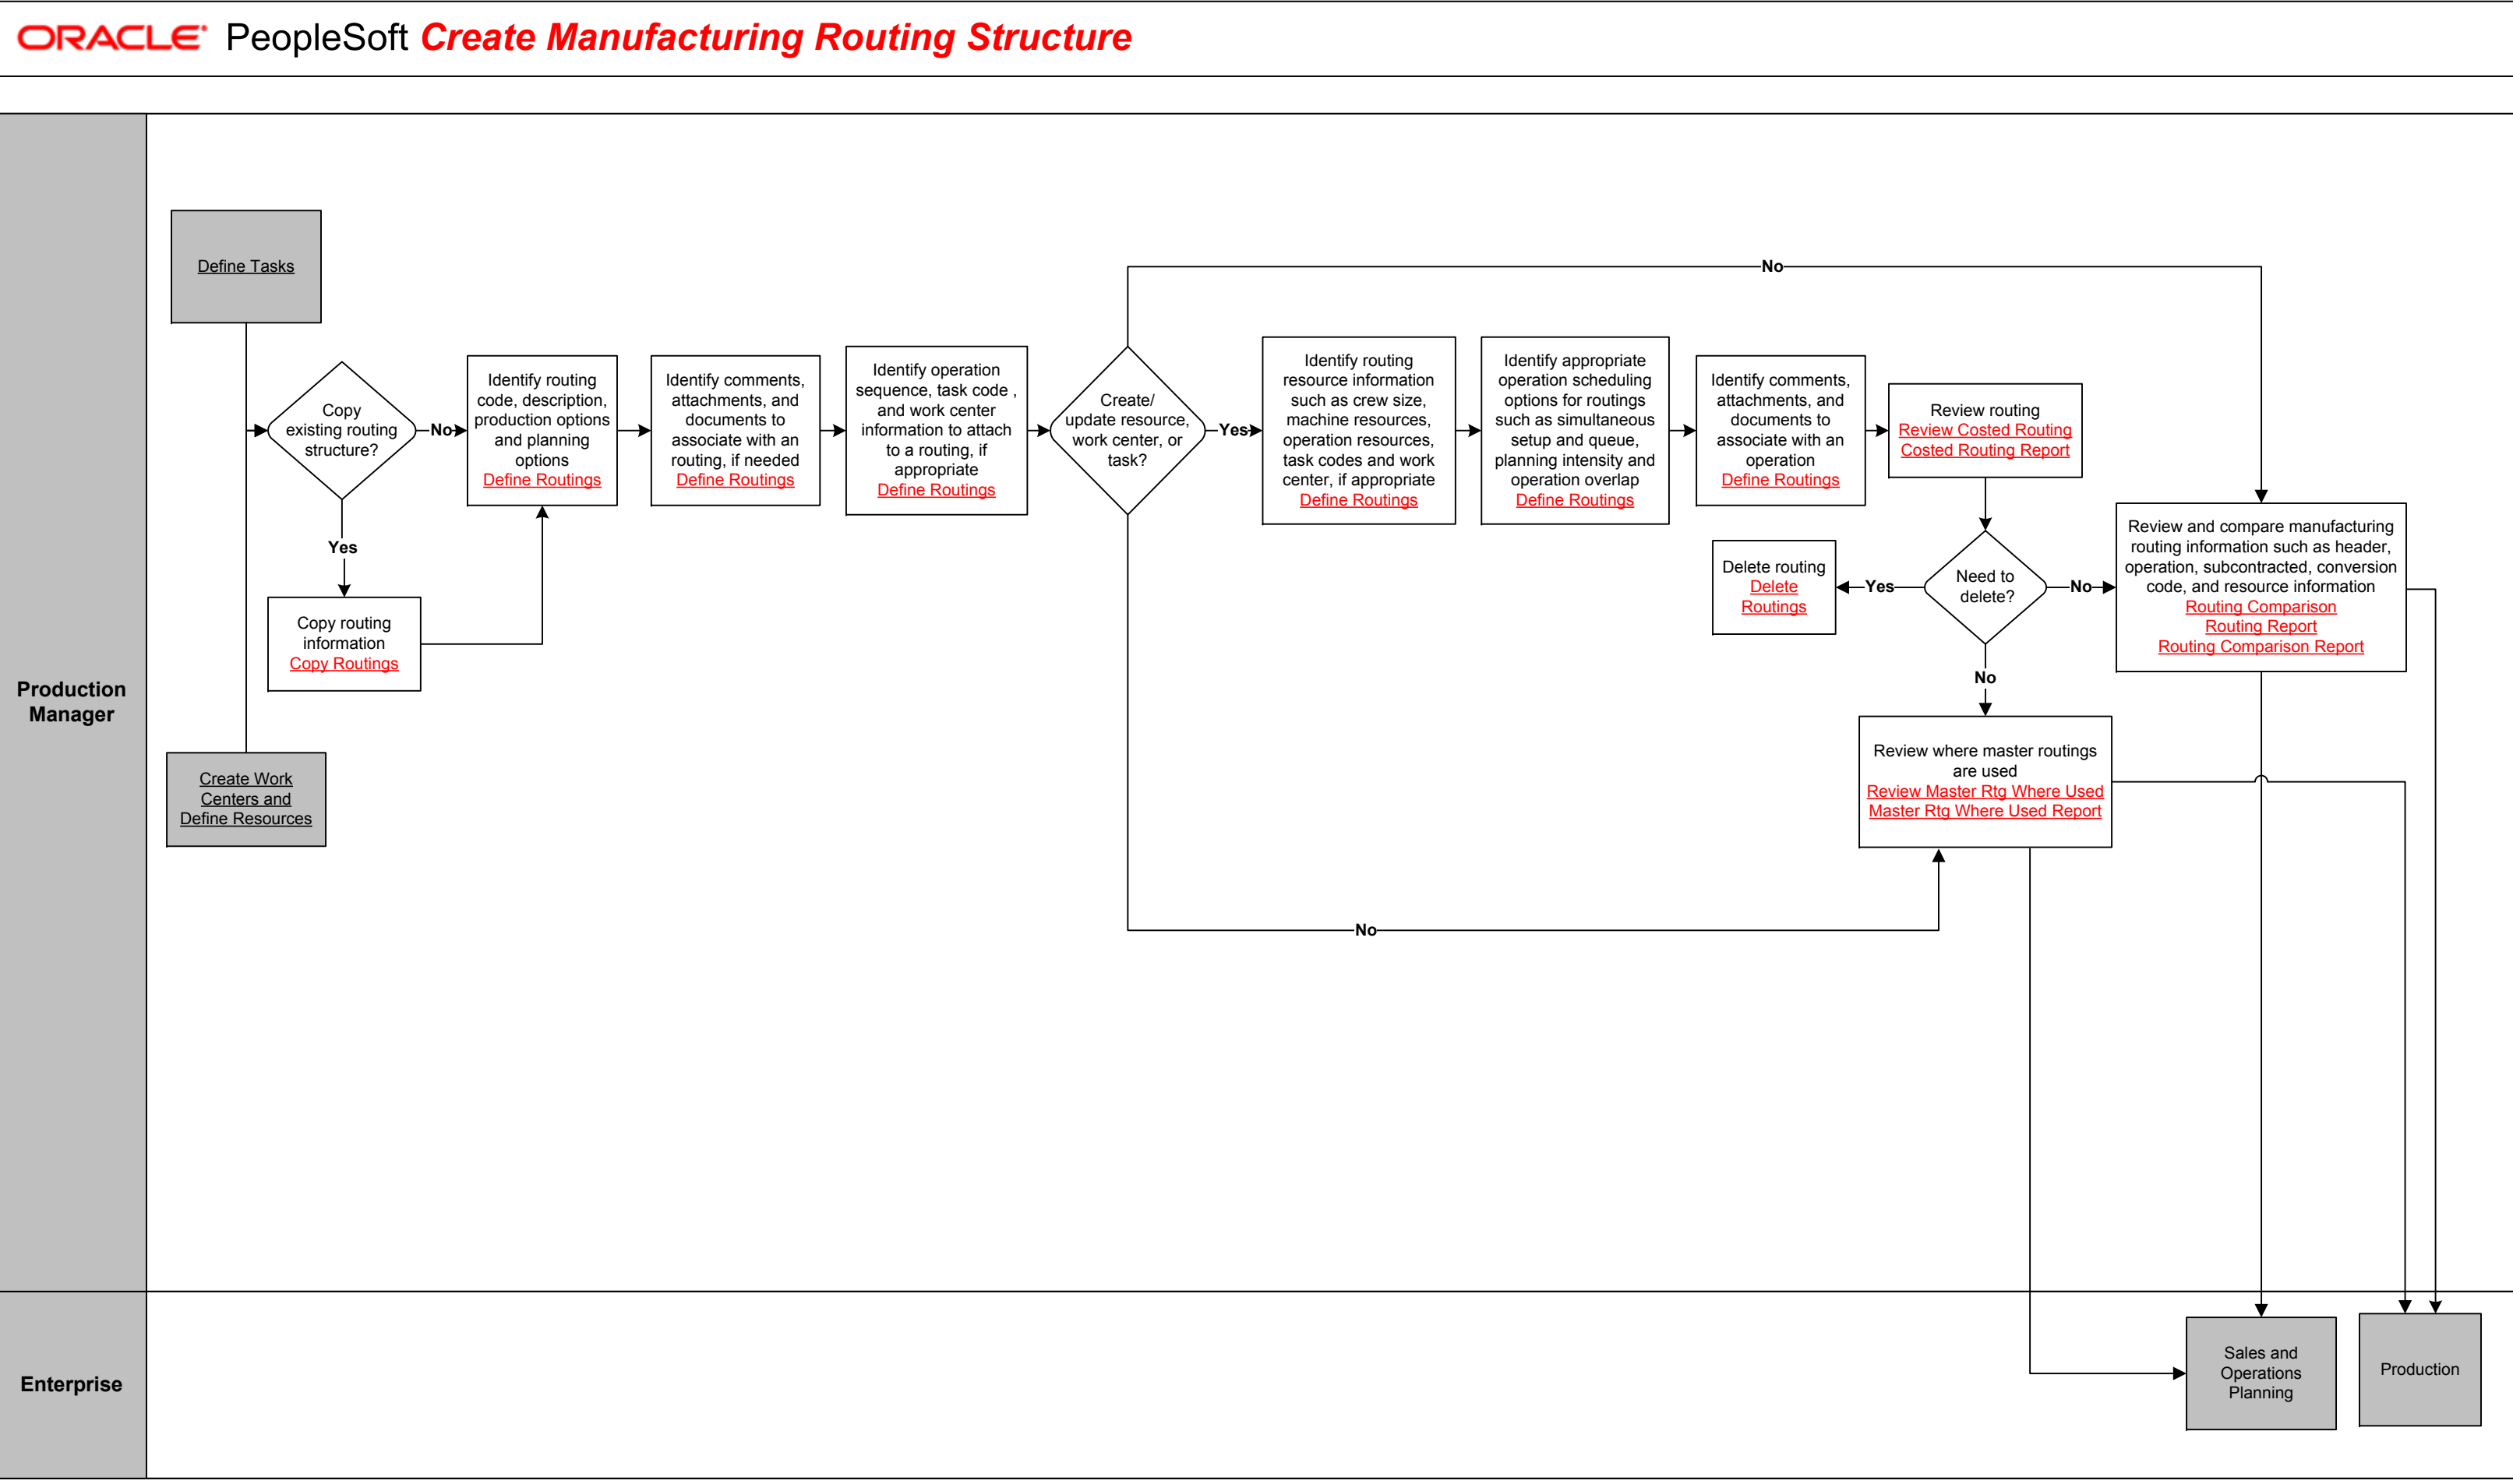 ORACLE PeopleSoft Create Manufacturing Routing Structure
Production
Manager
Define Tasks
Copy
existing routing
structure?
No
Yes
Copy routing
information
Copy Routings
Create Work
Centers and
Define Resources
Identify routing
code, description,
production options
and planning
options
Define Routings
Identify comments,
attachments, and
documents to
associate with an
routing, if needed
Define Routings
Identify operation
sequence, task code ,
and work center
information to attach
to a routing, if
appropriate
Define Routings
Create/
update resource,
work center, or
task?
No
Yes
No
Identify routing
resource information
such as crew size,
machine resources,
operation resources,
task codes and work
center, if appropriate
Define Routings
Identify appropriate
operation scheduling
options for routings
such as simultaneous
setup and queue,
planning intensity and
operation overlap
Define Routings
Identify comments,
attachments, and
documents to
associate with an
operation
Define Routings
Review routing
Review Costed Routing
Costed Routing Report
Need to
delete?
Yes
Delete routing
Delete
Routings
No
No
Review and compare manufacturing
routing information such as header,
operation, subcontracted, conversion
code, and resource information
Routing Comparison
Routing Report
Routing Comparison Report
Review where master routings
are used
Review Master Rtg Where Used
Master Rtg Where Used Report
Enterprise
Sales and
Operations
Planning
Production